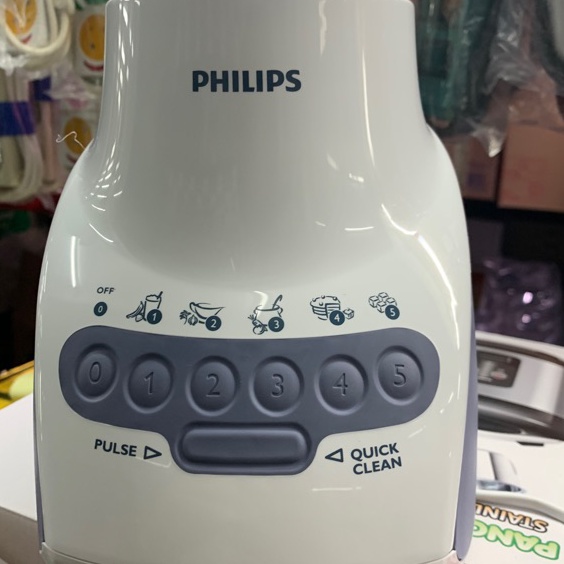 PHILIPS
OFF
0 1 2 3 4 5
0 1 2 3 4 5
PULSE ▷ ◁ QUICK
CLEAN